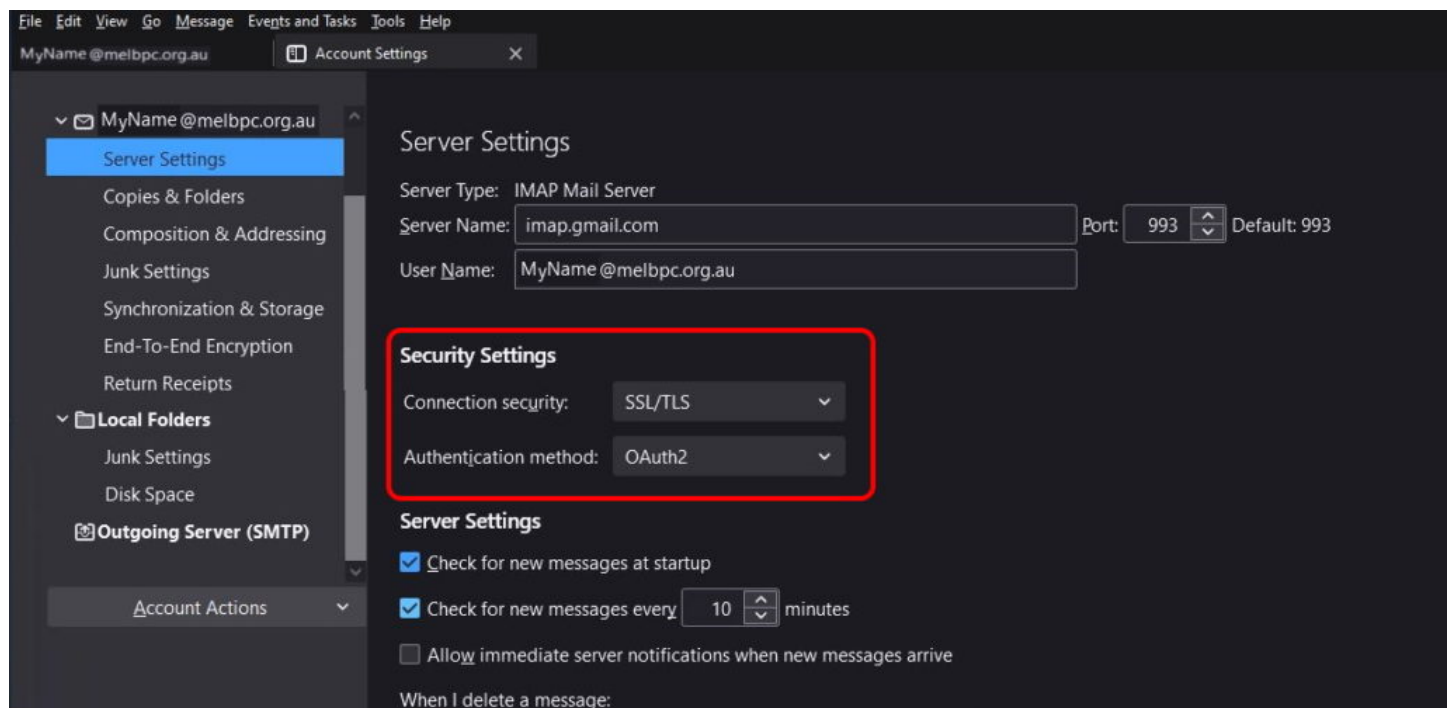 File Edit View Go Message Events and Tasks Tools Help
MyName@melbpc.org.au
Account Settings
MyName@melbpc.org.au
Server Settings
Copies & Folders
Composition & Addressing
Junk Settings
Synchronization & Storage
End-To-End Encryption
Return Receipts
Local Folders
Junk Settings
Disk Space
Outgoing Server (SMTP)
Account Actions
Server Settings
Server Type: IMAP Mail Server
Server Name: imap.gmail.com Port: 993 Default: 993
User Name: MyName@melbpc.org.au
Security Settings
Connection security: SSL/TLS
Authentication method: OAuth2
Server Settings
Check for new messages at startup
Check for new messages every 10 minutes
Allow immediate server notifications when new messages arrive
When I delete a message: